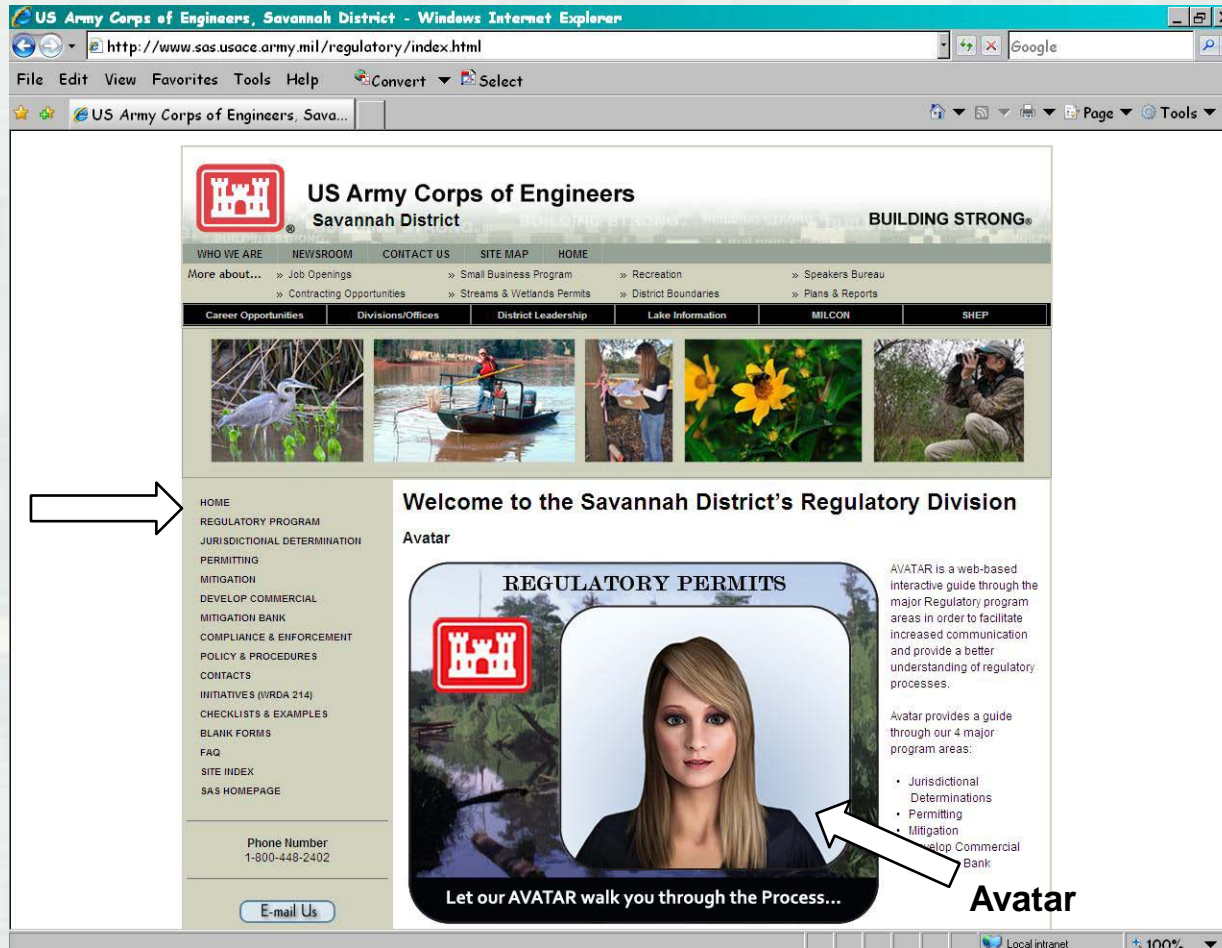 US Army Corps of Engineers, Savannah District - Windows Internet Explorer
http://www.sas.usace.army.mil/regulatory/index.html
Google
File Edit View Favorites Tools Help Convert Select
US Army Corps of Engineers, Sava...
Page Tools
US Army Corps of Engineers
Savannah District
BUILDING STRONG®
WHO WE ARE NEWSROOM CONTACT US SITE MAP HOME
More about... » Job Openings » Small Business Program » Recreation » Speakers Bureau
» Contracting Opportunities » Streams & Wetlands Permits » District Boundaries » Plans & Reports
Career Opportunities Divisions/Offices District Leadership Lake Information MILCON SHEP
HOME
REGULATORY PROGRAM
JURISDICTIONAL DETERMINATION
PERMITTING
MITIGATION
DEVELOP COMMERCIAL
MITIGATION BANK
COMPLIANCE & ENFORCEMENT
POLICY & PROCEDURES
CONTACTS
INITIATIVES (WRDA 214)
CHECKLISTS & EXAMPLES
BLANK FORMS
FAQ
SITE INDEX
SAS HOMEPAGE
Phone Number
1-800-448-2402
E-mail Us
Welcome to the Savannah District's Regulatory Division
Avatar
REGULATORY PERMITS
Let our AVATAR walk you through the Process...
AVATAR is a web-based
interactive guide through the
major Regulatory program
areas in order to facilitate
increased communication
and provide a better
understanding of regulatory
processes.
Avatar provides a guide
through our 4 major
program areas:
• Jurisdictional
Determinations
• Permitting
• Mitigation
Commercial
Bank
Avatar
Local intranet
100%